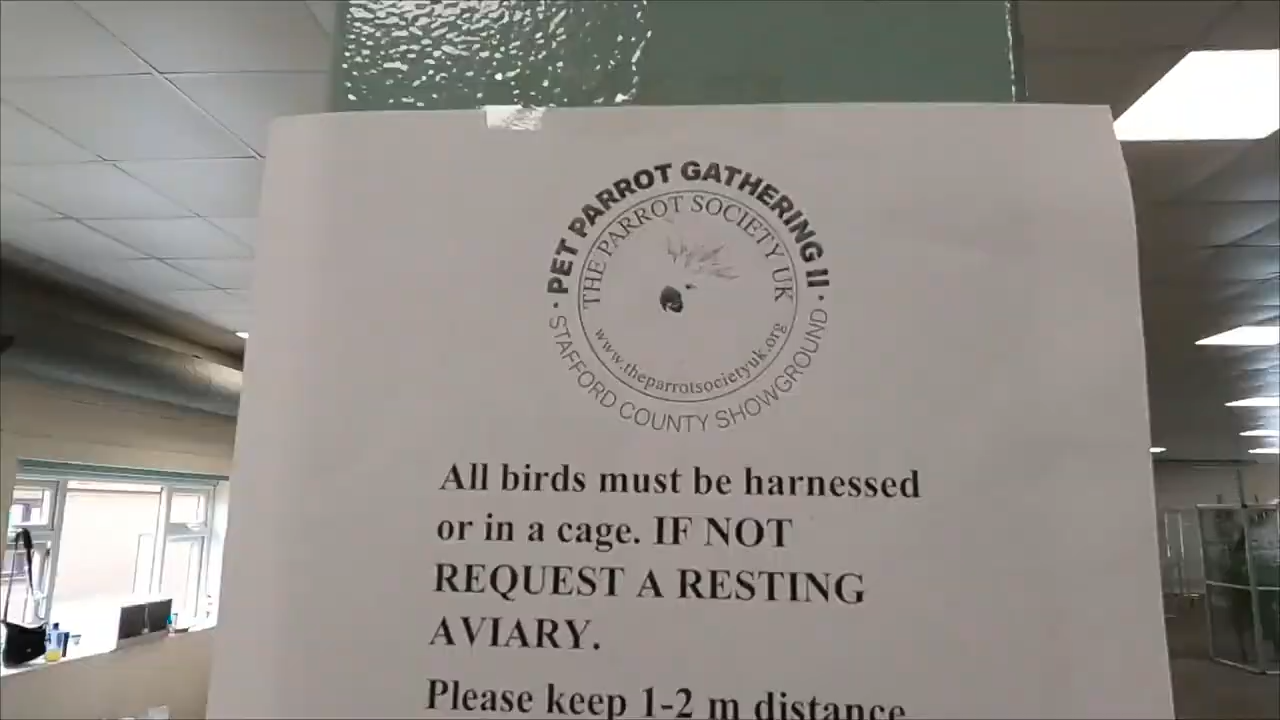 · PET PARROT GATHERING II ·
THE PARROT SOCIETY UK
www.theparrotsocietyuk.org
STAFFORD COUNTY SHOWGROUND
All birds must be harnessed
or in a cage. IF NOT
REQUEST A RESTING
AVIARY.
Please keep 1-2 m distance